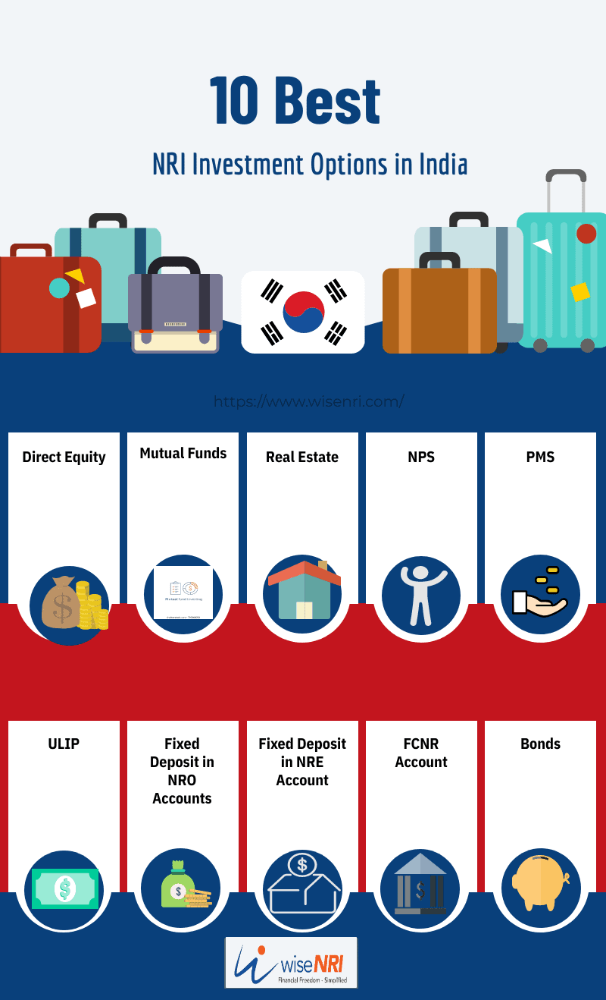 10 Best
NRI Investment Options in India
https://www.wisenri.com/
Direct Equity
Mutual Funds
Real Estate
NPS
PMS
Mutual fund investing
ULIP
Fixed
Deposit in
NRO
Accounts
Fixed Deposit
in NRE
Account
FCNR
Account
Bonds
wiseNRI
Financial Freedom - Simplified